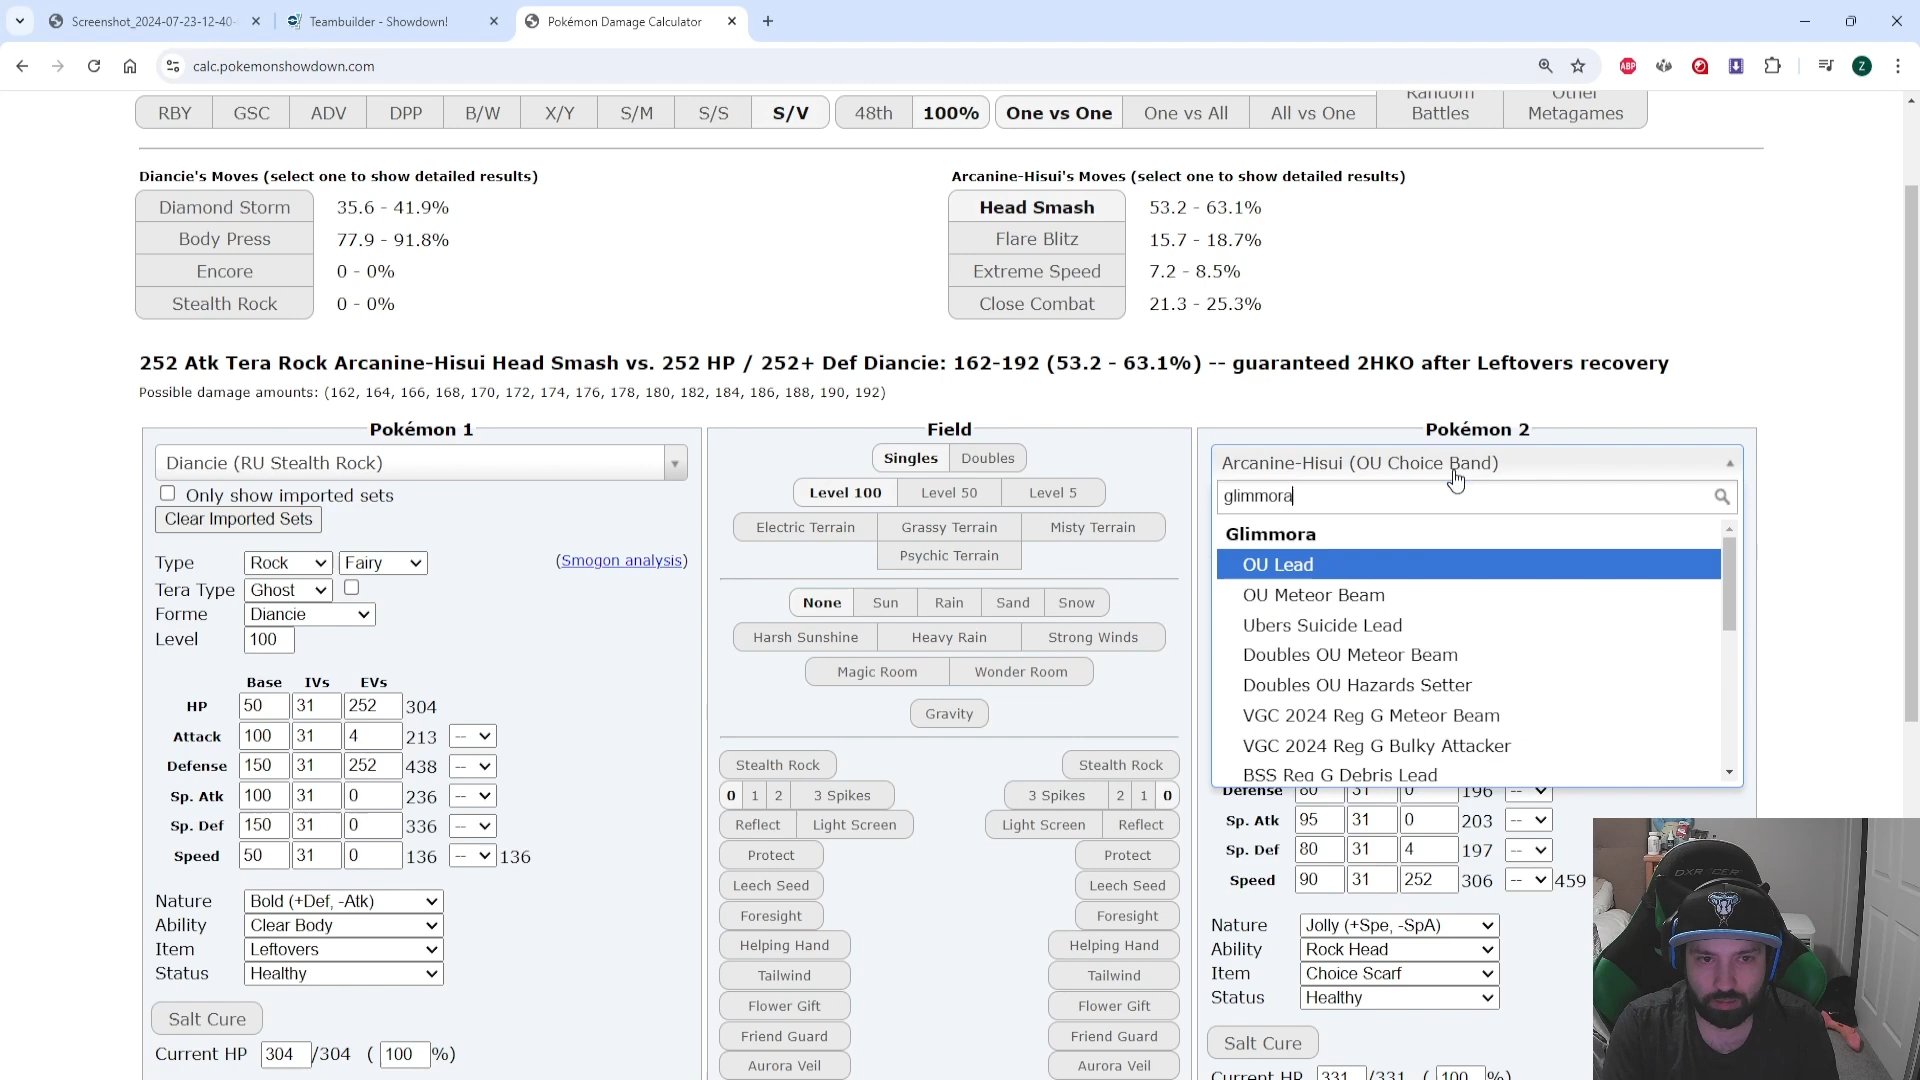 Screenshot_2024-07-23-12-40-
Teambuilder - Showdown!
Pokémon Damage Calculator
calc.pokemonshowdown.com
ABP
Z
RBY GSC ADV DPP B/W X/Y S/M S/S S/V 48th 100% One vs One One vs All All vs One Random Battles Other Metagames
Diancie's Moves (select one to show detailed results)
Diamond Storm 35.6 - 41.9%
Body Press 77.9 - 91.8%
Encore 0 - 0%
Stealth Rock 0 - 0%
Arcanine-Hisui's Moves (select one to show detailed results)
Head Smash 53.2 - 63.1%
Flare Blitz 15.7 - 18.7%
Extreme Speed 7.2 - 8.5%
Close Combat 21.3 - 25.3%
252 Atk Tera Rock Arcanine-Hisui Head Smash vs. 252 HP / 252+ Def Diancie: 162-192 (53.2 - 63.1%) -- guaranteed 2HKO after Leftovers recovery
Possible damage amounts: (162, 164, 166, 168, 170, 172, 174, 176, 178, 180, 182, 184, 186, 188, 190, 192)
Pokémon 1
Diancie (RU Stealth Rock)
Only show imported sets
Clear Imported Sets
Type Rock Fairy (Smogon analysis)
Tera Type Ghost
Forme Diancie
Level 100
Base IVs EVs
HP 50 31 252 304
Attack 100 31 4 213 --
Defense 150 31 252 438 --
Sp. Atk 100 31 0 236 --
Sp. Def 150 31 0 336 --
Speed 50 31 0 136 -- 136
Nature Bold (+Def, -Atk)
Ability Clear Body
Item Leftovers
Status Healthy
Salt Cure
Current HP 304 /304 ( 100 %)
Field
Singles Doubles
Level 100 Level 50 Level 5
Electric Terrain Grassy Terrain Misty Terrain
Psychic Terrain
None Sun Rain Sand Snow
Harsh Sunshine Heavy Rain Strong Winds
Magic Room Wonder Room
Gravity
Stealth Rock Stealth Rock
0 1 2 3 Spikes 3 Spikes 2 1 0
Reflect Light Screen Light Screen Reflect
Protect Protect
Leech Seed Leech Seed
Foresight Foresight
Helping Hand Helping Hand
Tailwind Tailwind
Flower Gift Flower Gift
Friend Guard Friend Guard
Aurora Veil Aurora Veil
Pokémon 2
Arcanine-Hisui (OU Choice Band)
glimmora
Glimmora
OU Lead
OU Meteor Beam
Ubers Suicide Lead
Doubles OU Meteor Beam
Doubles OU Hazards Setter
VGC 2024 Reg G Meteor Beam
VGC 2024 Reg G Bulky Attacker
BSS Reg G Debris Lead
Defense 80 31 0 196 --
Sp. Atk 95 31 0 203 --
Sp. Def 80 31 4 197 --
Speed 90 31 252 306 -- 459
Nature Jolly (+Spe, -SpA)
Ability Rock Head
Item Choice Scarf
Status Healthy
Salt Cure
Current HP 331 /331 ( 100 %)